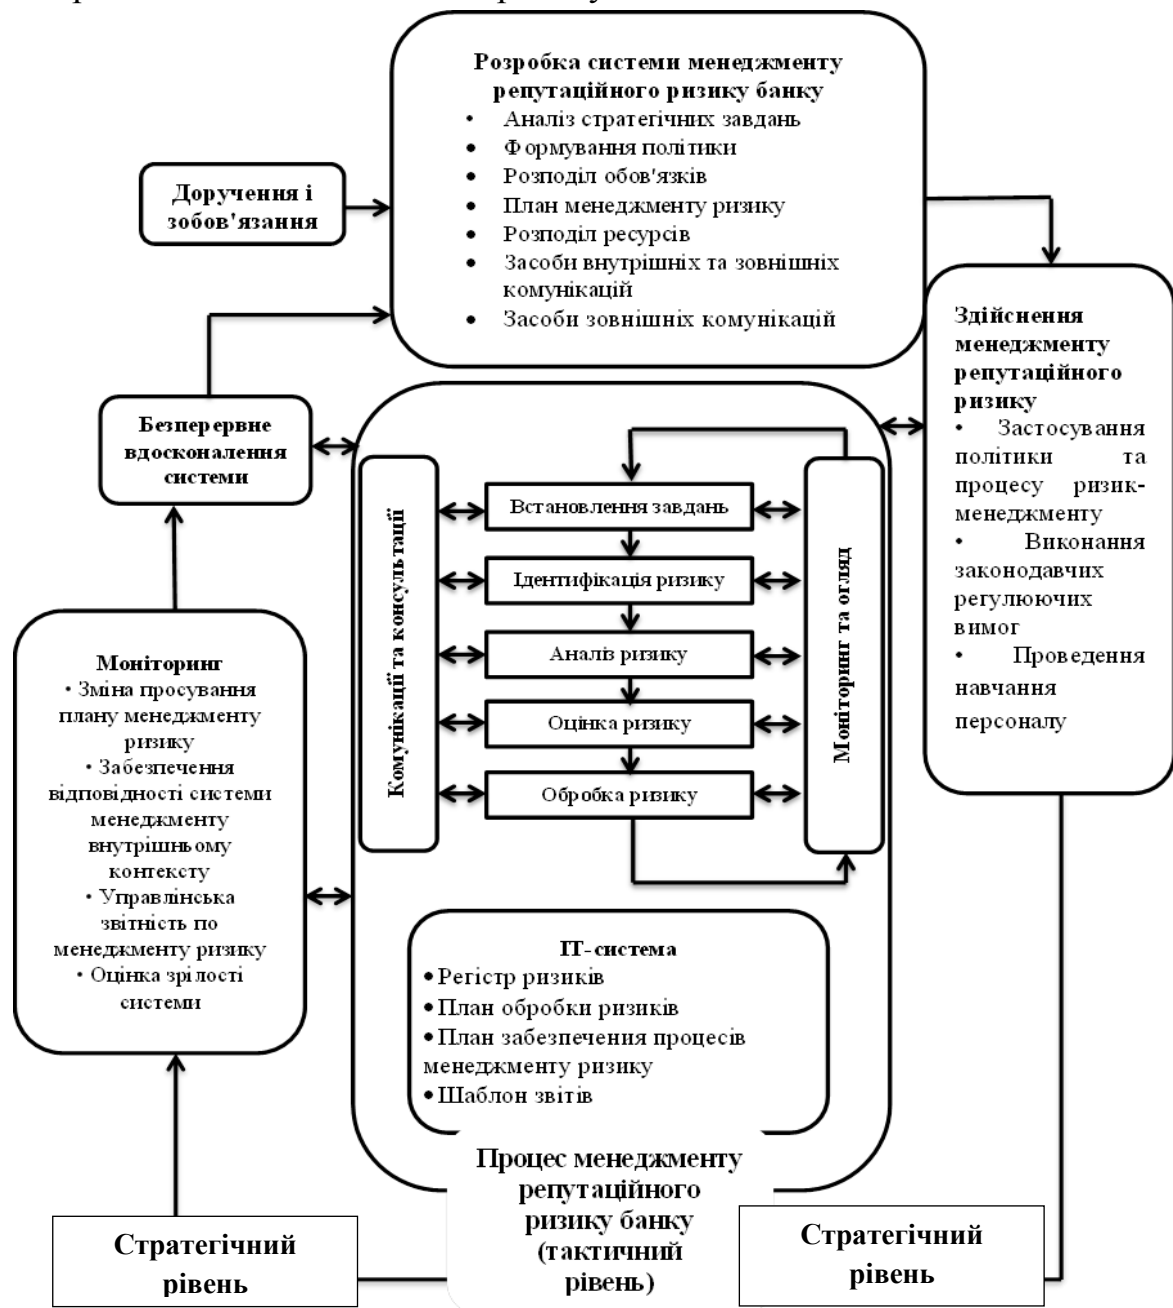 Розробка системи менеджменту
репутаційного ризику банку
• Аналіз стратегічних завдань
• Формування політики
• Розподіл обов'язків
• План менеджменту ризику
• Розподіл ресурсів
• Засоби внутрішніх та зовнішніх
комунікацій
• Засоби зовнішніх комунікацій
Доручення і
зобов'язання
Здійснення
менеджменту
репутаційного
ризику
• Застосування
політики та
процесу ризик-
менеджменту
• Виконання
законодавчих
регулюючих
вимог
• Проведення
навчання
персоналу
Безперервне
вдосконалення
системи
Комунікації та консультації
Встановлення завдань
Ідентифікація ризику
Аналіз ризику
Оцінка ризику
Обробка ризику
Моніторинг та огляд
Моніторинг
• Зміна просування
плану менеджменту
ризику
• Забезпечення
відповідності системи
менеджменту
внутрішньому
контексту
• Управлінська
звітність по
менеджменту ризику
• Оцінка зрілості
системи
ІТ-система
• Регістр ризиків
• План обробки ризиків
• План забезпечення процесів
менеджменту ризику
• Шаблон звітів
Процес менеджменту
репутаційного
ризику банку
(тактичний
рівень)
Стратегічний
рівень
Стратегічний
рівень